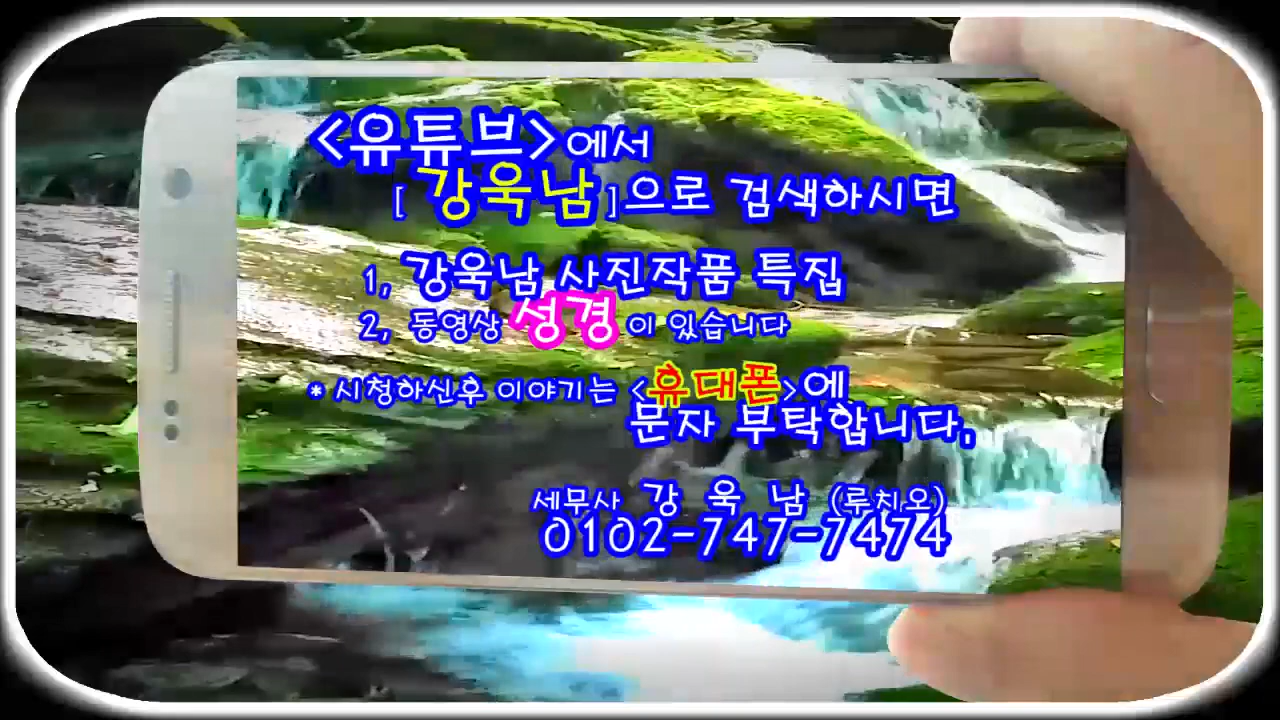 <유튜브>에서
[ 강욱남 ]으로 검색하시면
1, 강욱남 사진작품 특집
2, 동영상 성경이 있습니다
* 시청하신후 이야기는 <휴대폰>에
문자 부탁합니다.
세무사 강 욱 남 (루치오)
0102-747-7474